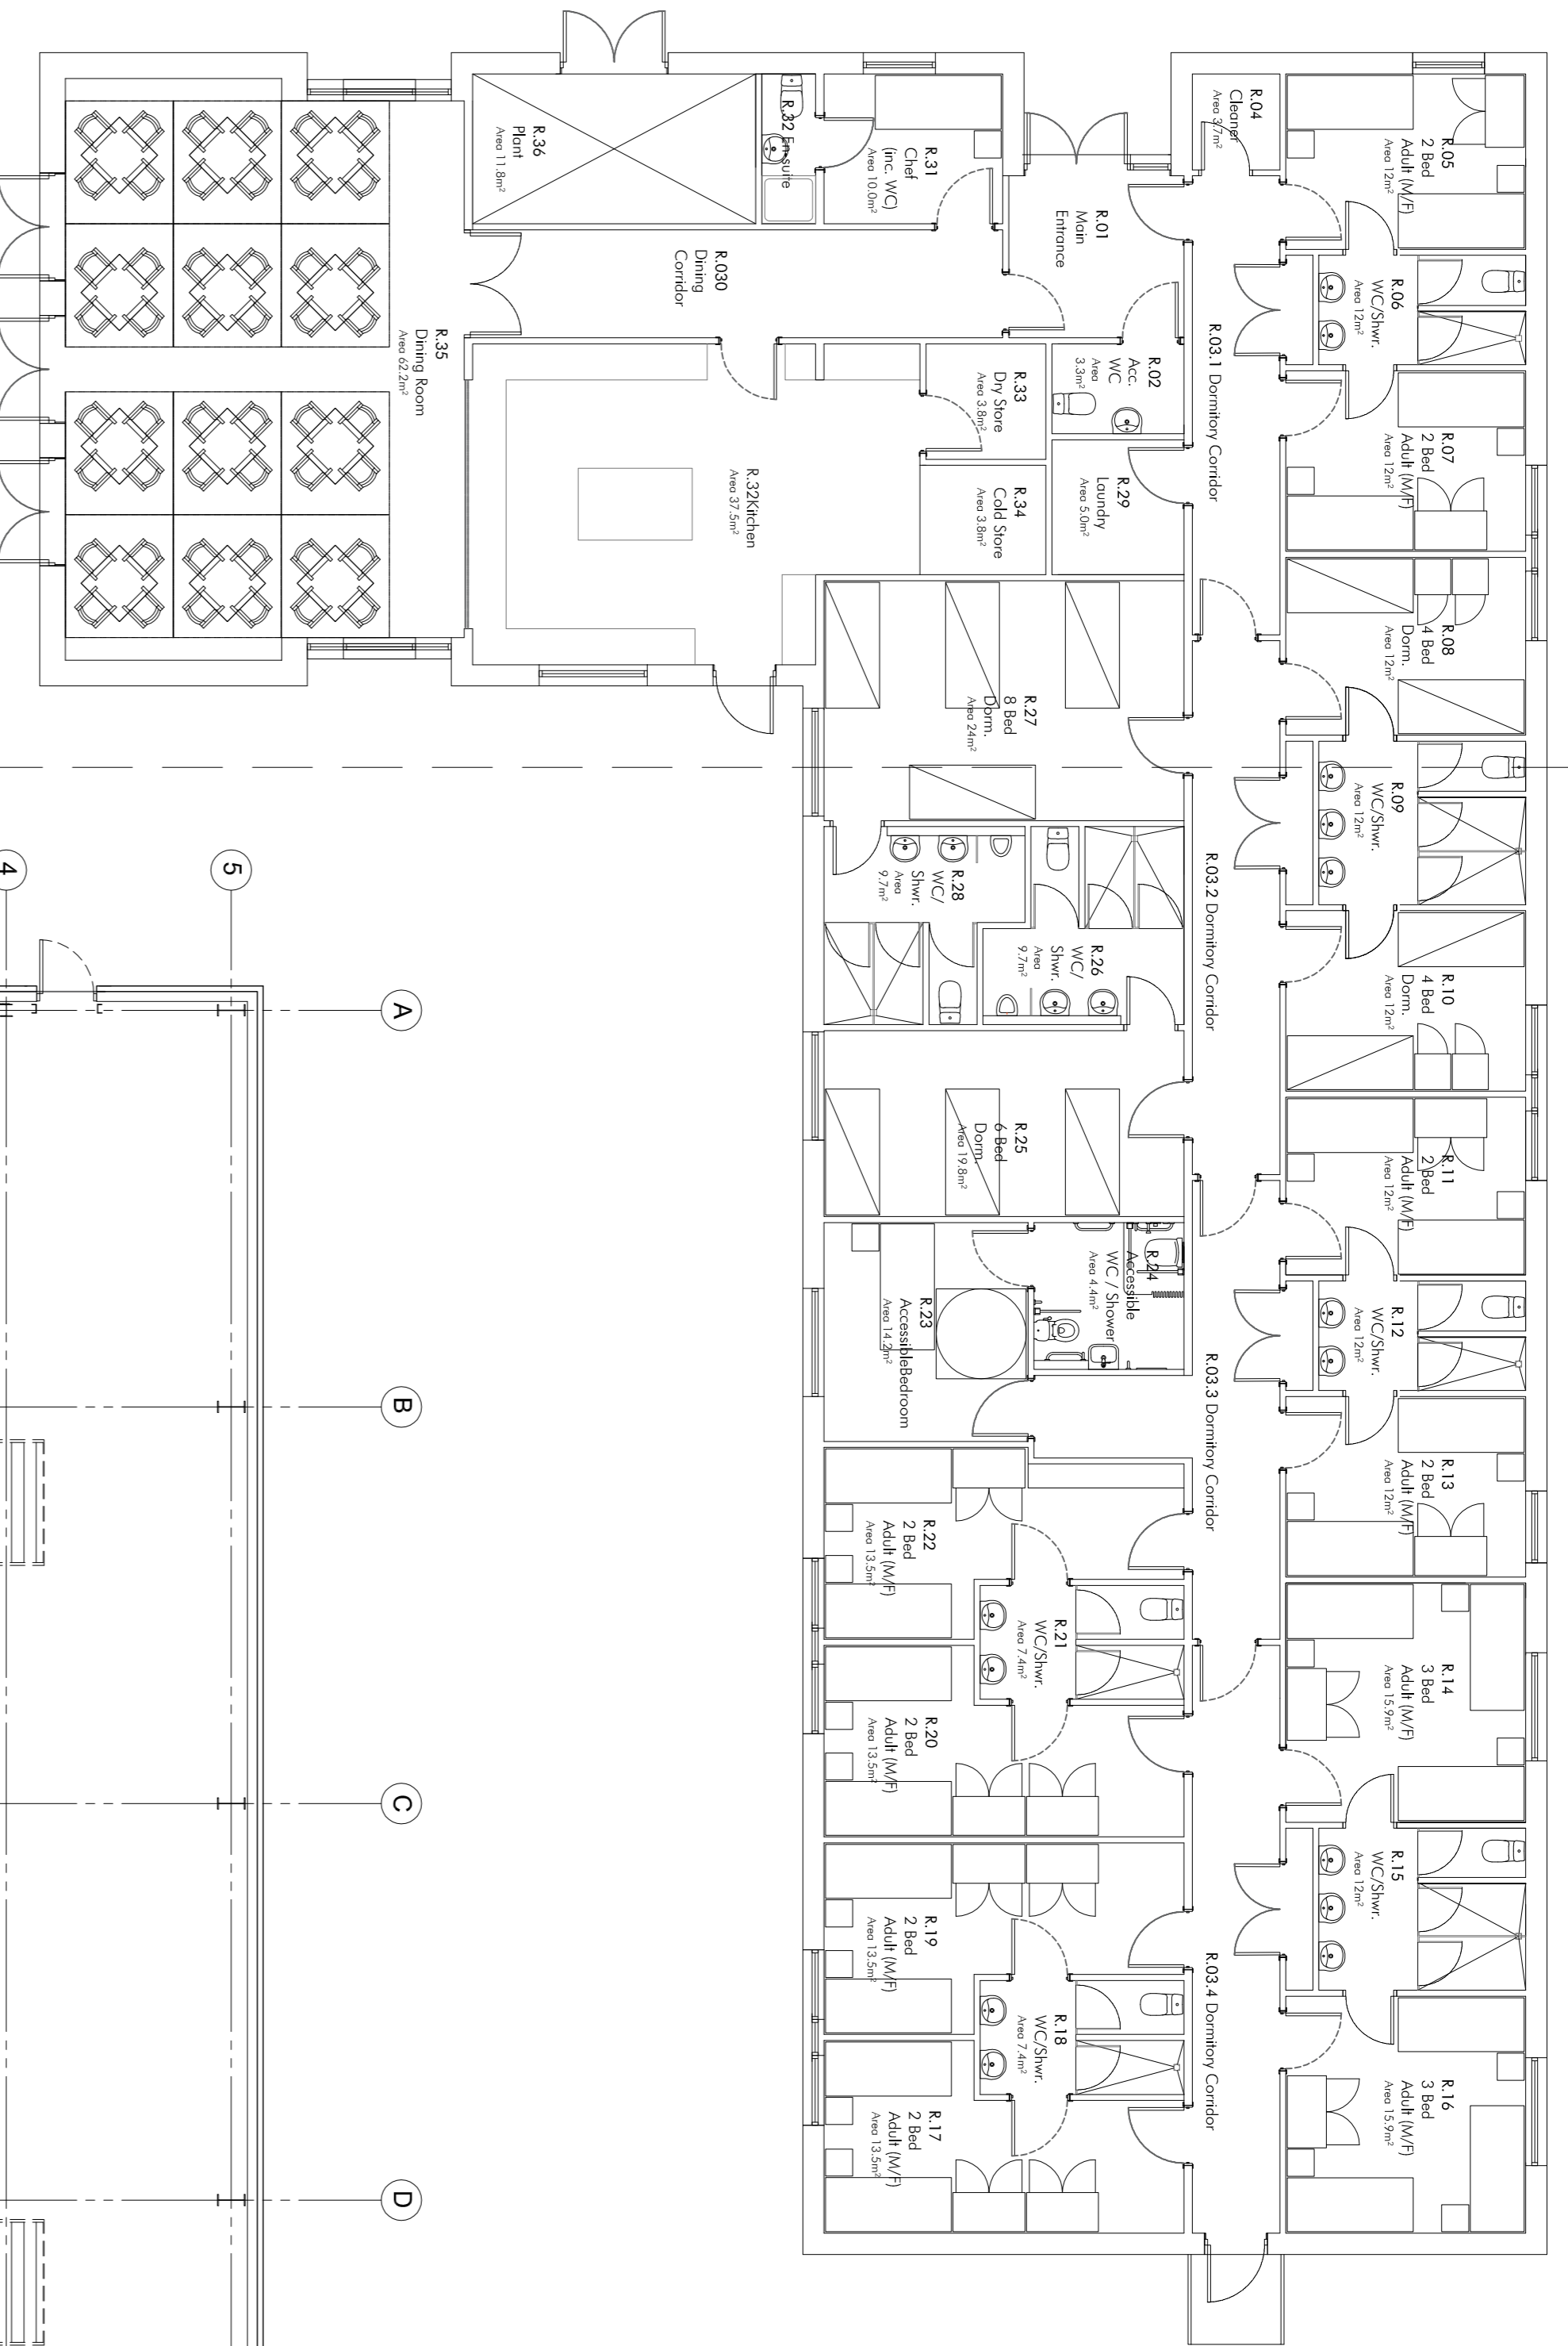 R.05
2 Bed
Adult (M/F)
Area 12m²
R.06
WC/Shwr.
Area 12m²
R.07
2 Bed
Adult (M/F)
Area 12m²
R.08
4 Bed
Dorm.
Area 12m²
R.09
WC/Shwr.
Area 12m²
R.10
4 Bed
Dorm.
Area 12m²
R.11
2 Bed
Adult (M/F)
Area 12m²
R.12
WC/Shwr.
Area 12m²
R.13
2 Bed
Adult (M/F)
Area 12m²
R.14
3 Bed
Adult (M/F)
Area 15.9m²
R.15
WC/Shwr.
Area 12m²
R.16
3 Bed
Adult (M/F)
Area 15.9m²
R.04
Cleaner
Area 3.7m²
R.03.1 Dormitory Corridor
R.03.2 Dormitory Corridor
R.03.3 Dormitory Corridor
R.03.4 Dormitory Corridor
R.01
Main
Entrance
R.02
Acc.
WC
Area
3.3m²
R.29
Laundry
Area 5.0m²
R.31
Chef
(inc. WC)
Area 10.0m²
R.32 En-suite
R.33
Dry Store
Area 3.8m²
R.34
Cold Store
Area 3.8m²
R.27
8 Bed
Dorm.
Area 24m²
R.28
WC/
Shwr.
Area
9.7m²
R.26
WC/
Shwr.
Area
9.7m²
R.25
6 Bed
Dorm.
Area 19.8m²
R.24
Accessible
WC / Shower
Area 4.4m²
R.23
AccessibleBedroom
Area 14.2m²
R.22
2 Bed
Adult (M/F)
Area 13.5m²
R.21
WC/Shwr.
Area 7.4m²
R.20
2 Bed
Adult (M/F)
Area 13.5m²
R.19
2 Bed
Adult (M/F)
Area 13.5m²
R.18
WC/Shwr.
Area 7.4m²
R.17
2 Bed
Adult (M/F)
Area 13.5m²
R.030
Dining
Corridor
R.32Kitchen
Area 37.5m²
R.36
Plant
Area 11.8m²
R.35
Dining Room
Area 62.2m²
A
B
C
D
5
4